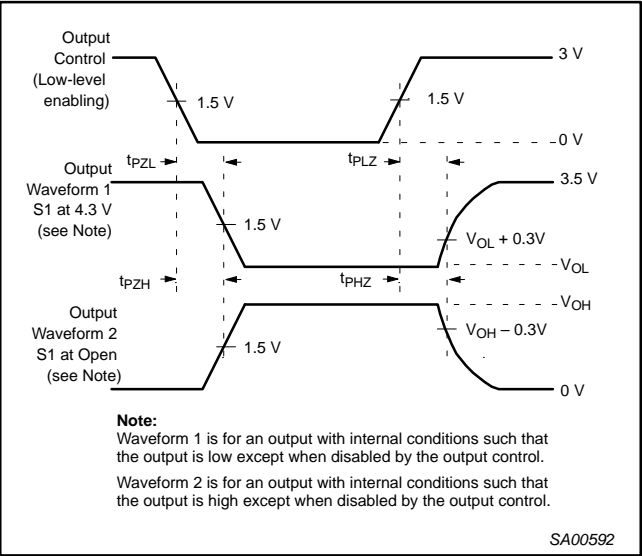 Output
Control
(Low-level
enabling)
3 V
1.5 V
1.5 V
0 V
tPZL
tPLZ
Output
Waveform 1
S1 at 4.3 V
(see Note)
3.5 V
1.5 V
VOL + 0.3V
VOL
tPZH
tPHZ
VOH
Output
Waveform 2
S1 at Open
(see Note)
1.5 V
VOH – 0.3V
0 V
Note:
Waveform 1 is for an output with internal conditions such that
the output is low except when disabled by the output control.
Waveform 2 is for an output with internal conditions such that
the output is high except when disabled by the output control.
SA00592